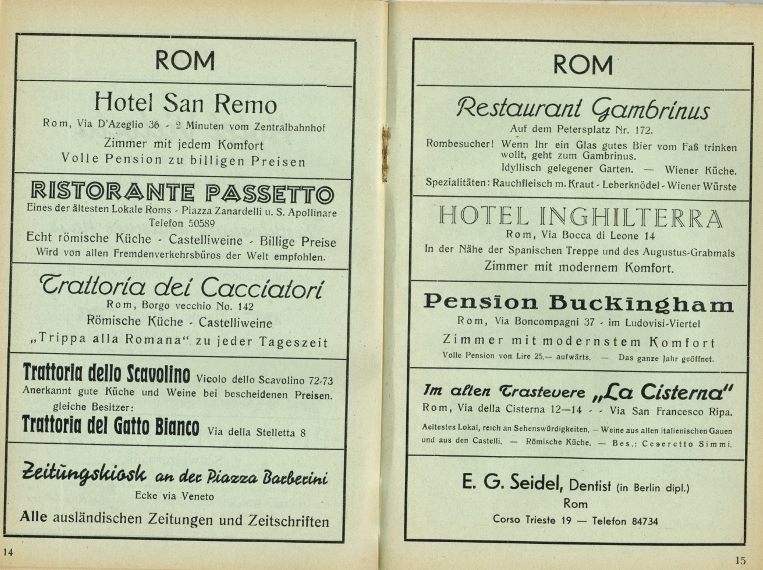 ROM
Hotel San Remo
Rom, Via D'Azeglio 36 - 2 Minuten vom Zentralbahnhof
Zimmer mit jedem Komfort
Volle Pension zu billigen Preisen
RISTORANTE PASSETTO
Eines der ältesten Lokale Roms - Piazza Zanardelli u. S. Apollinare
Telefon 50589
Echt römische Küche - Castelliweine - Billige Preise
Wird von allen Fremdenverkehrsbüros der Welt empfohlen.
Trattoria dei Cacciatori
Rom, Borgo vecchio No. 142
Römische Küche - Castelliweine
„Trippa alla Romana" zu jeder Tageszeit
Trattoria dello Scavolino Vicolo dello Scavolino 72-73
Anerkannt gute Küche und Weine bei bescheidenen Preisen.
gleiche Besitzer:
Trattoria del Gatto Bianco Via della Stelletta 8
Zeitungskiosk an der Piazza Barberini
Ecke via Veneto
Alle ausländischen Zeitungen und Zeitschriften
14
ROM
Restaurant Gambrinus
Auf dem Petersplatz Nr. 172.
Rombesucher! Wenn Ihr ein Glas gutes Bier vom Faß trinken
wollt, geht zum Gambrinus.
Idyllisch gelegener Garten. — Wiener Küche.
Spezialitäten: Rauchfleisch m. Kraut - Leberknödel - Wiener Würste
HOTEL INGHILTERRA
Rom, Via Bocca di Leone 14
In der Nähe der Spanischen Treppe und des Augustus-Grabmals
Zimmer mit modernem Komfort.
Pension Buckingham
Rom, Via Boncompagni 37 - im Ludovisi-Viertel
Zimmer mit modernstem Komfort
Volle Pension von Lire 25,— aufwärts. — Das ganze Jahr geöffnet.
Im alten Trastevere „La Cisterna"
Rom, Via della Cisterna 12—14 - - Via San Francesco Ripa.
Aeltestes Lokal, reich an Sehenswürdigkeiten. — Weine aus allen italienischen Gauen
und aus den Castelli. — Römische Küche. — Bes.: Ceseretto Simmi.
E. G. Seidel, Dentist (in Berlin dipl.)
Rom
Corso Trieste 19 — Telefon 84734
15